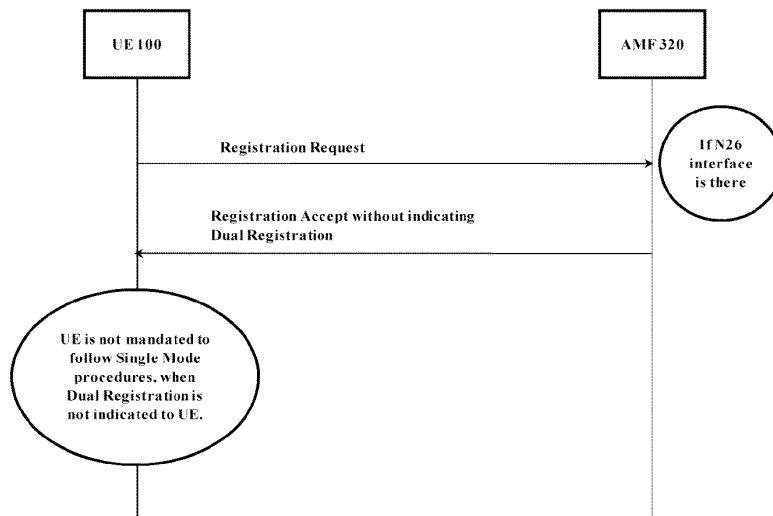 UE 100
AMF 320
Registration Request
If N26
interface
is there
Registration Accept without indicating
Dual Registration
UE is not mandated to
follow Single Mode
procedures, when
Dual Registration is
not indicated to UE.